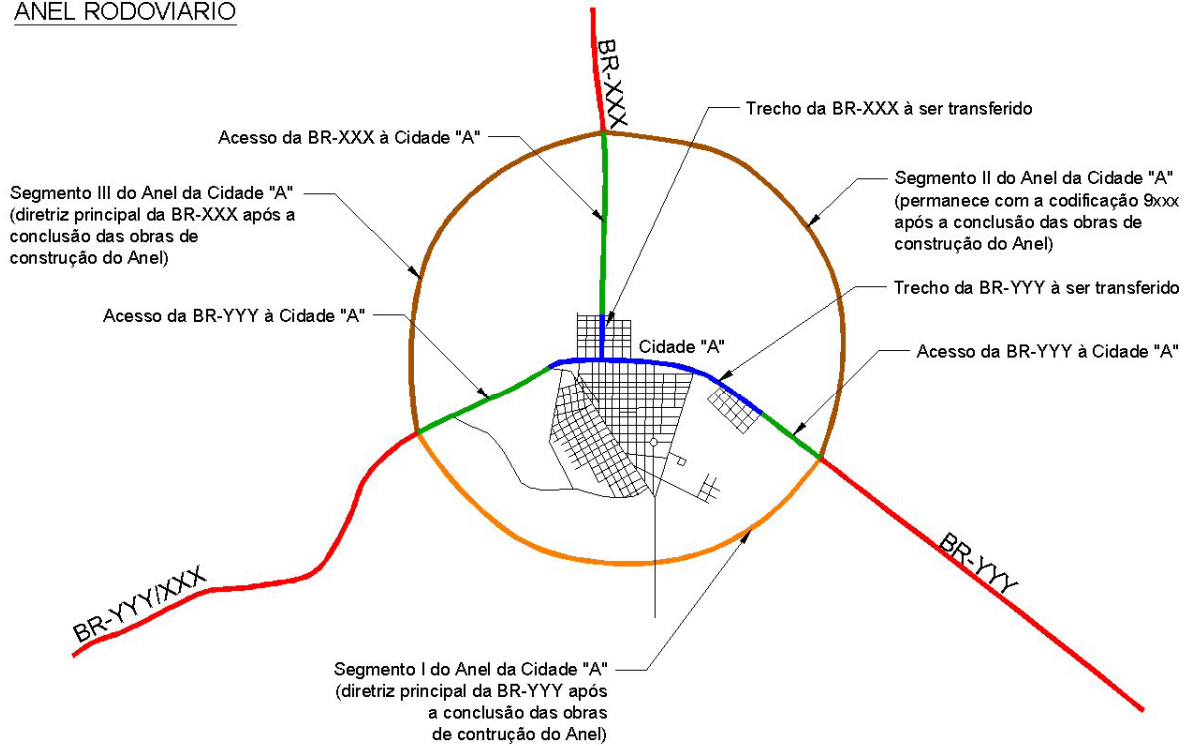 ANEL RODOVIARIO
BR-XXX
Trecho da BR-XXX à ser transferido
Acesso da BR-XXX à Cidade "A"
Segmento III do Anel da Cidade "A"
(diretriz principal da BR-XXX após a
conclusão das obras de
construção do Anel)
Segmento II do Anel da Cidade "A"
(permanece com a codificação 9xxx
após a conclusão das obras de
construção do Anel)
Trecho da BR-YYY à ser transferido
Acesso da BR-YYY à Cidade "A"
Cidade "A"
Acesso da BR-YYY à Cidade "A"
BR-YYY
BR-YYY/XXX
Segmento I do Anel da Cidade "A"
(diretriz principal da BR-YYY após
a conclusão das obras
de contrução do Anel)